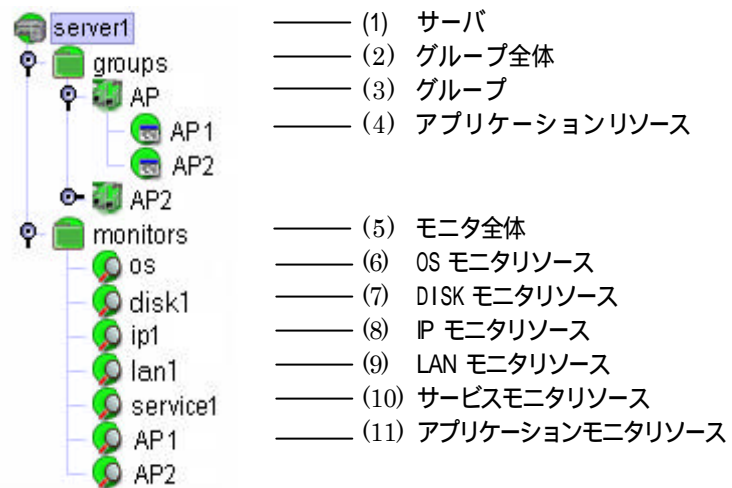 server1 (1) サーバ
groups (2) グループ全体
AP (3) グループ
AP1 (4) アプリケーションリソース
AP2
AP2
monitors (5) モニタ全体
os (6) OS モニタリソース
disk1 (7) DISK モニタリソース
ip1 (8) IP モニタリソース
lan1 (9) LAN モニタリソース
service1 (10) サービスモニタリソース
AP1 (11) アプリケーションモニタリソース
AP2